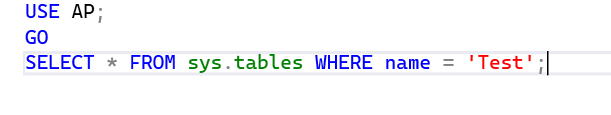 USE AP;
GO
SELECT * FROM sys.tables WHERE name = 'Test';